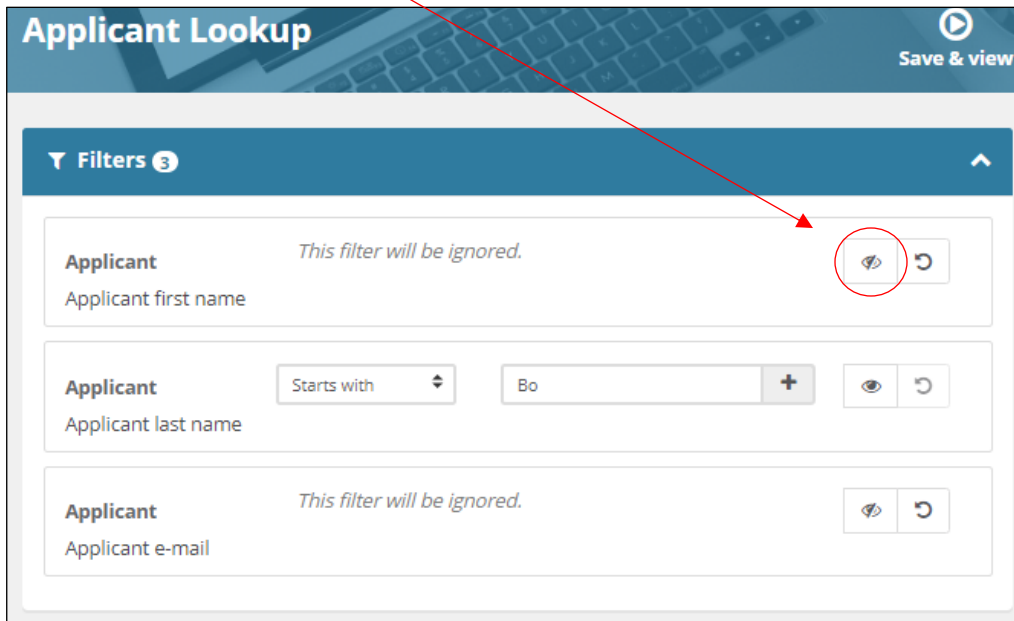 Applicant Lookup
Save & view
Filters 3
Applicant
This filter will be ignored.
Applicant first name
Applicant
Starts with
Bo
+
Applicant last name
Applicant
This filter will be ignored.
Applicant e-mail